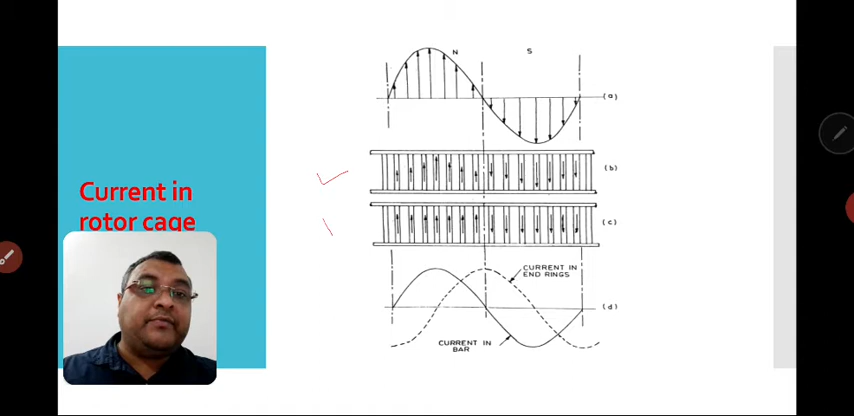 Current in
rotor cage
N
S
(a)
(b)
(c)
CURRENT IN
END RINGS
(d)
CURRENT IN
BAR